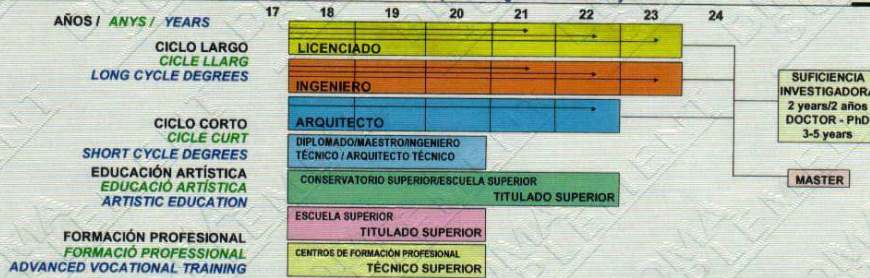 17 18 19 20 21 22 23 24
AÑOS / ANYS / YEARS
CICLO LARGO
CICLE LLARG
LONG CYCLE DEGREES
LICENCIADO
INGENIERO
ARQUITECTO
SUFICIENCIA
INVESTIGADORA
2 years/2 años
DOCTOR - PhD
3-5 years
MASTER
CICLO CORTO
CICLE CURT
SHORT CYCLE DEGREES
DIPLOMADO/MAESTRO/INGENIERO
TÉCNICO / ARQUITECTO TÉCNICO
EDUCACIÓN ARTÍSTICA
EDUCACIÓ ARTÍSTICA
ARTISTIC EDUCATION
CONSERVATORIO SUPERIOR/ESCUELA SUPERIOR
TITULADO SUPERIOR
ESCUELA SUPERIOR
TITULADO SUPERIOR
FORMACIÓN PROFESIONAL
FORMACIÓ PROFESSIONAL
ADVANCED VOCATIONAL TRAINING
CENTROS DE FORMACIÓN PROFESIONAL
TÉCNICO SUPERIOR